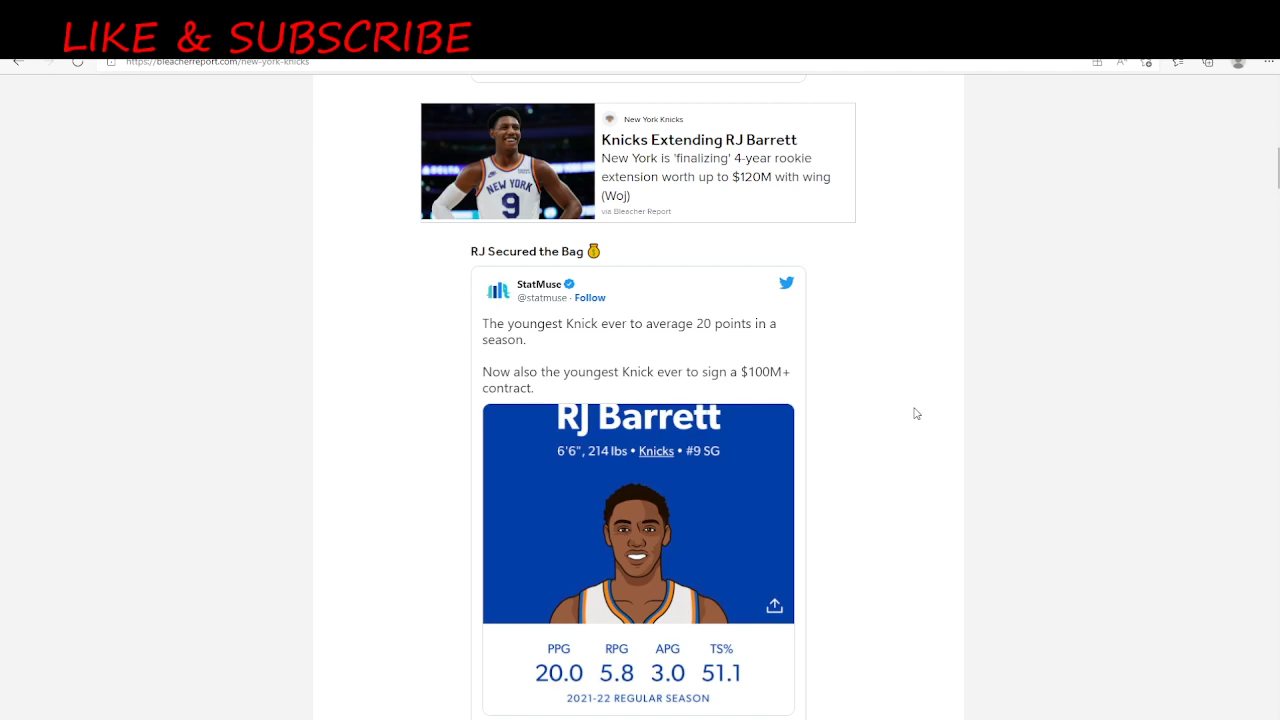 LIKE & SUBSCRIBE
https://bleacherreport.com/new-york-knicks
New York Knicks
Knicks Extending RJ Barrett
New York is 'finalizing' 4-year rookie
extension worth up to $120M with wing
(Woj)
via Bleacher Report
NEW YORK
9
RJ Secured the Bag 💰
StatMuse
@statmuse · Follow
The youngest Knick ever to average 20 points in a
season.
Now also the youngest Knick ever to sign a $100M+
contract.
RJ Barrett
6'6", 214 lbs • Knicks • #9 SG
PPG RPG APG TS%
20.0 5.8 3.0 51.1
2021-22 REGULAR SEASON